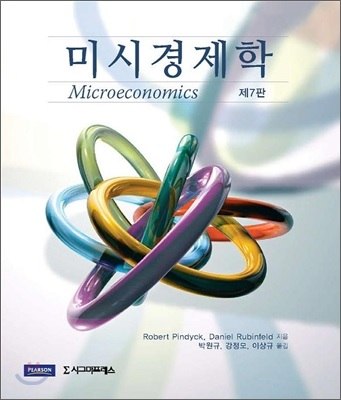 미시경제학
Microeconomics
제7판
Robert Pindyck, Daniel Rubinfeld 지음
박원규, 강정모, 이상규 옮김
PEARSON
Σ시그마프레스